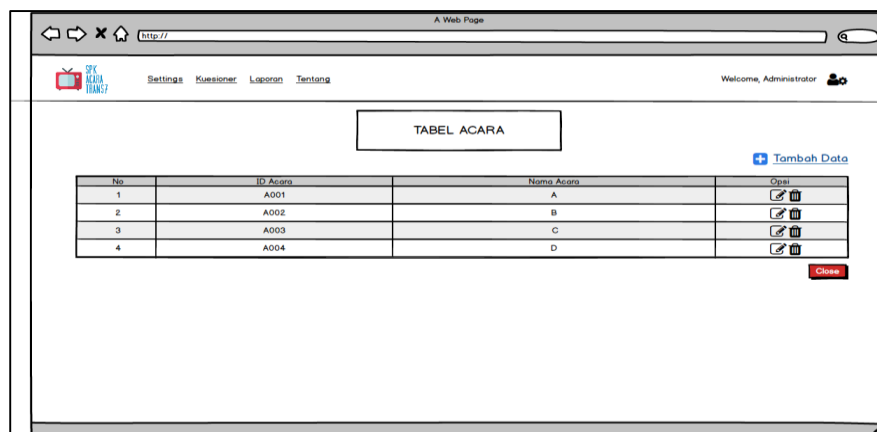 A Web Page
http://
SPK
ACARA
TRANS7
Settings Kuesioner Laporan Tentang
Welcome, Administrator
TABEL ACARA
Tambah Data
No ID Acara Nama Acara Opsi
1 A001 A
2 A002 B
3 A003 C
4 A004 D
Close